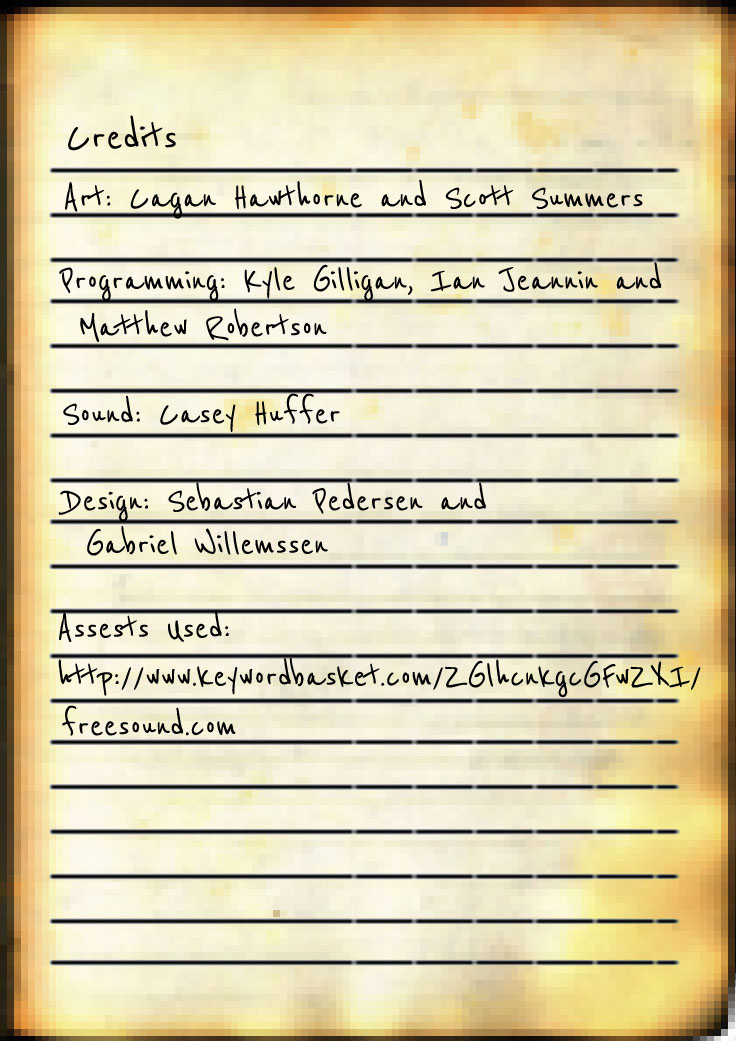 Credits
Art: Cagan Hawthorne and Scott Summers
Programming: Kyle Gilligan, Ian Jeannin and
Matthew Robertson
Sound: Casey Huffer
Design: Sebastian Pedersen and
Gabriel Willemssen
Assests Used:
http://www.keywordbasket.com/ZGlhcnkgcGFwZXI/
freesound.com